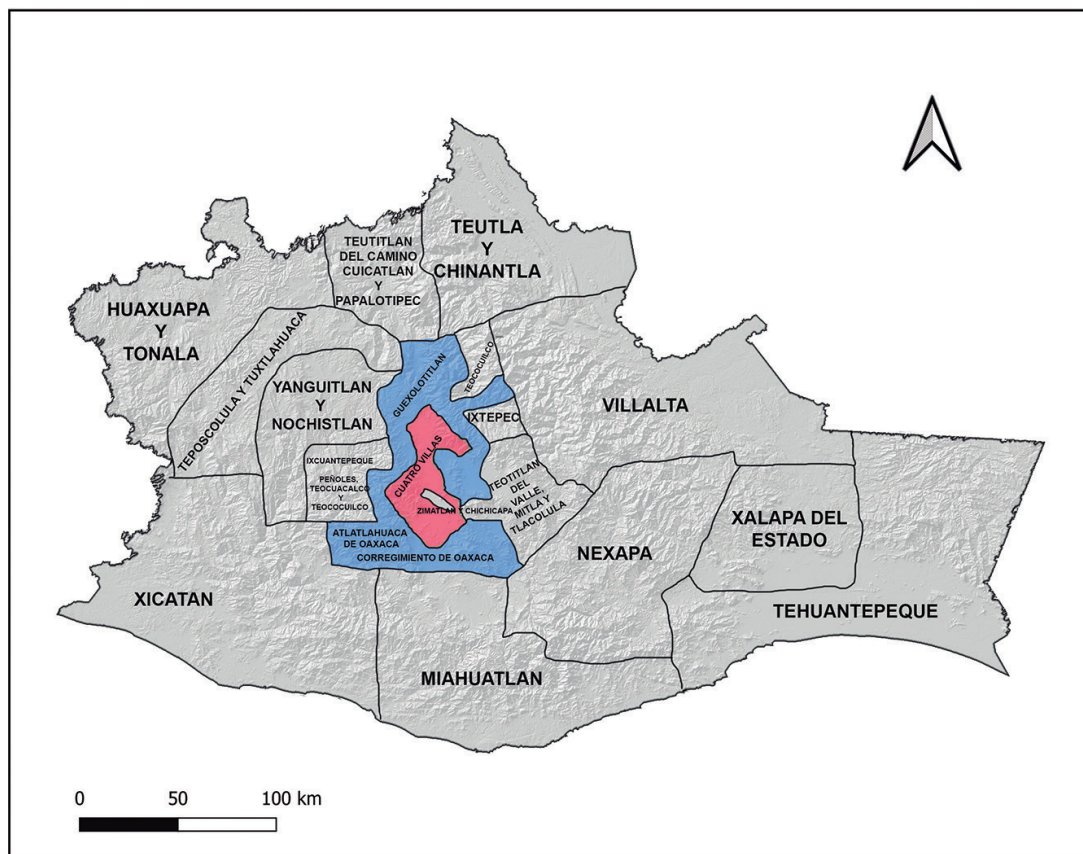 TEUTLA
Y
CHINANTLA
TEUTITLAN
DEL CAMINO
CUICATLAN
Y
PAPALOTIPEC
HUAXUAPA
Y
TONALA
TEPOSCOLULA Y TUXTLAHUACA
YANGUITLAN
Y
NOCHISTLAN
GUEXOLOTITLAN
TEOCOCUILCO
IXTEPEC
VILLALTA
CUATRO VILLAS
IXCUANTEPEQUE
PEÑOLES,
TEOCUACALCO
Y
TEOCOCUILCO
ZIMATLAN Y CHICHICAPA
TEOTITLAN
DEL
VALLE,
MITLA Y
TLACOLULA
ATLATLAHUACA
DE OAXACA
CORREGIMIENTO DE OAXACA
NEXAPA
XALAPA DEL
ESTADO
XICATAN
TEHUANTEPEQUE
MIAHUATLAN
0 50 100 km